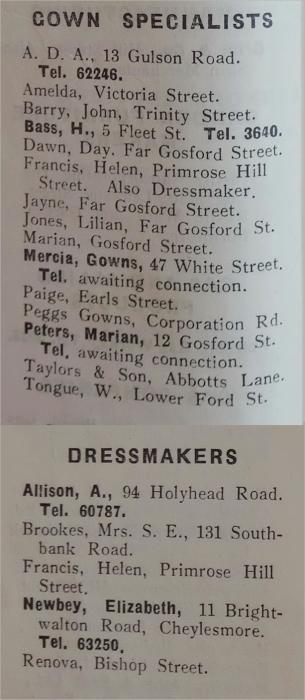 GOWN SPECIALISTS
A. D. A., 13 Gulson Road.
Tel. 62246.
Amelda, Victoria Street.
Barry, John, Trinity Street.
Bass, H., 5 Fleet St. Tel. 3640.
Dawn, Day, Far Gosford Street.
Francis, Helen, Primrose Hill
Street. Also Dressmaker.
Jayne, Far Gosford Street.
Jones, Lilian, Far Gosford St.
Marian, Gosford Street.
Mercia, Gowns, 47 White Street.
Tel. awaiting connection.
Paige, Earls Street.
Peggs Gowns, Corporation Rd.
Peters, Marian, 12 Gosford St.
Tel. awaiting connection.
Taylors & Son, Abbotts Lane.
Tongue, W., Lower Ford St.
DRESSMAKERS
Allison, A., 94 Holyhead Road.
Tel. 60787.
Brookes, Mrs. S. E., 131 South-
bank Road.
Francis, Helen, Primrose Hill
Street.
Newbey, Elizabeth, 11 Bright-
walton Road, Cheylesmore.
Tel. 63250.
Renova, Bishop Street.